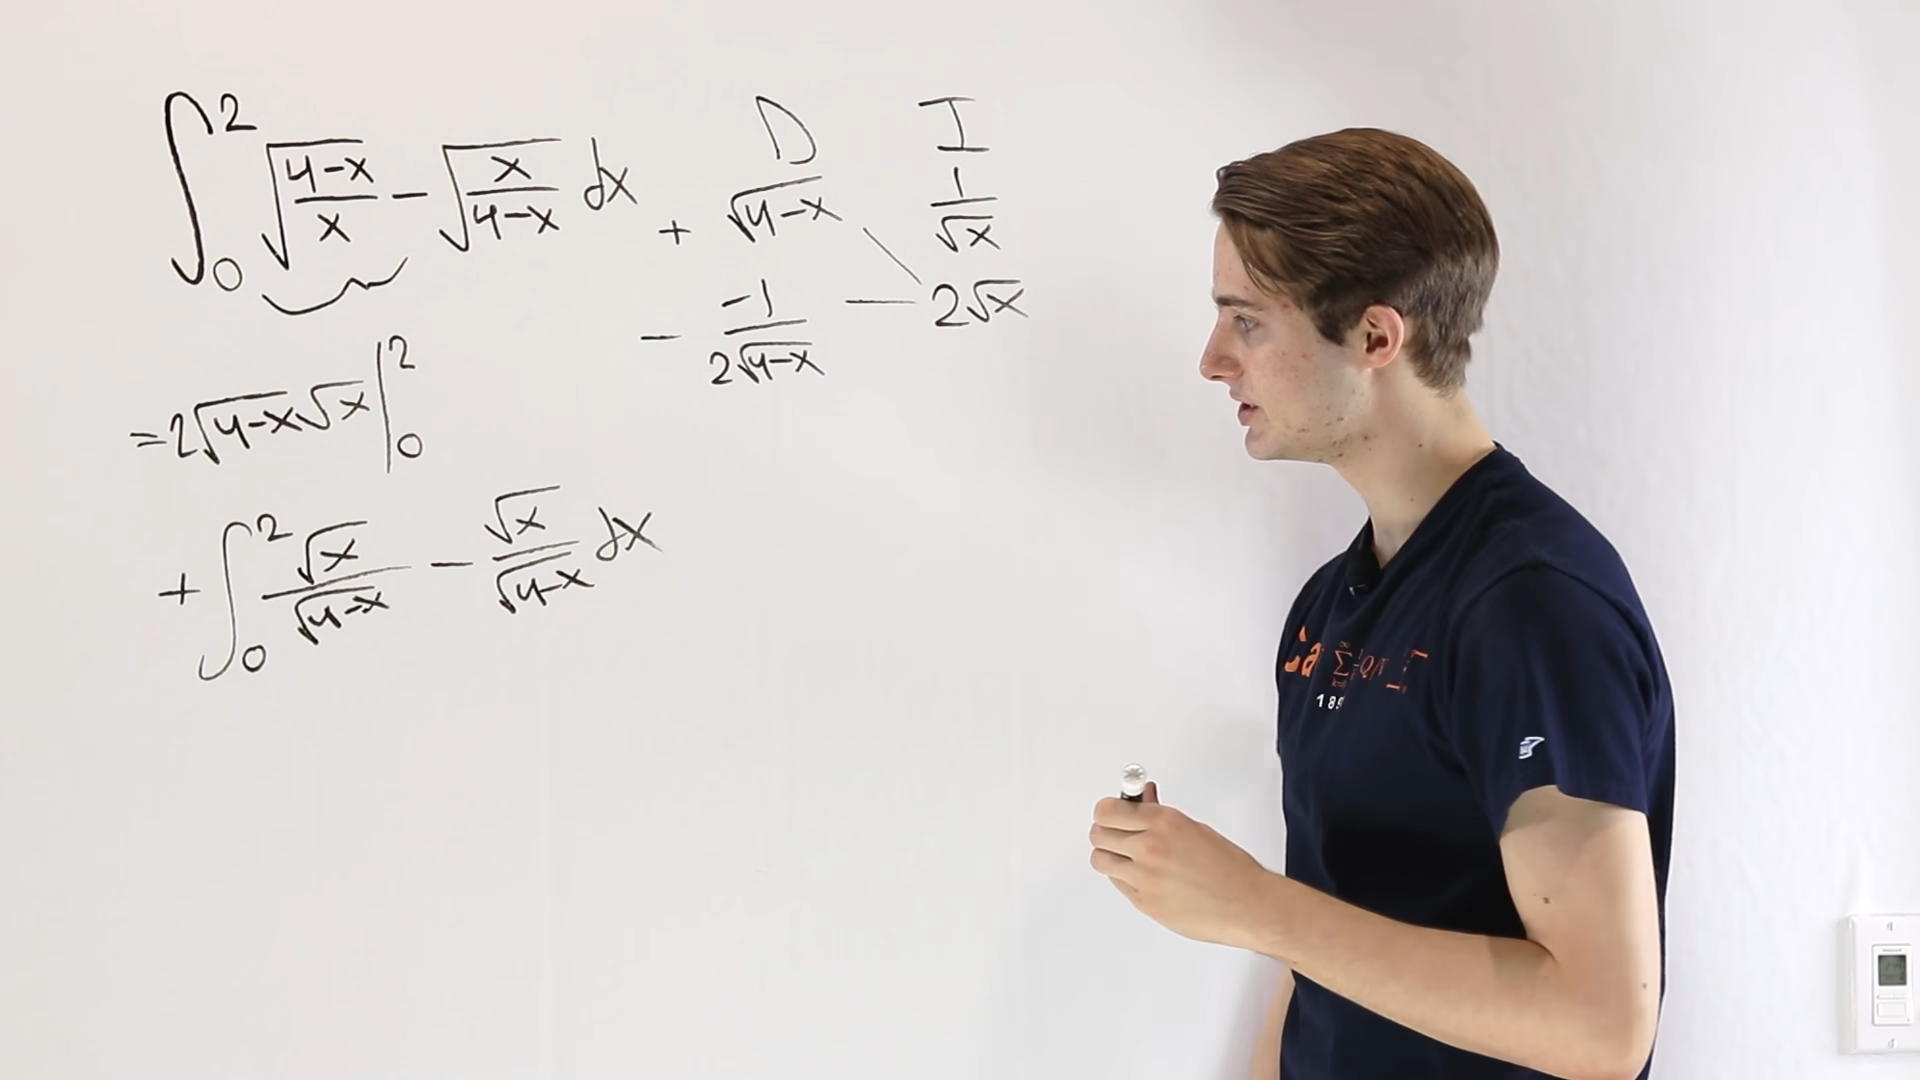 ∫₀² √((4-x)/x) - √(x/(4-x)) dx
D I
+ √(4-x) 1/√x
- -1/(2√(4-x)) 2√x
= 2√(4-x)√x |₀²
+ ∫₀² √x/√(4-x) - √x/√(4-x) dx